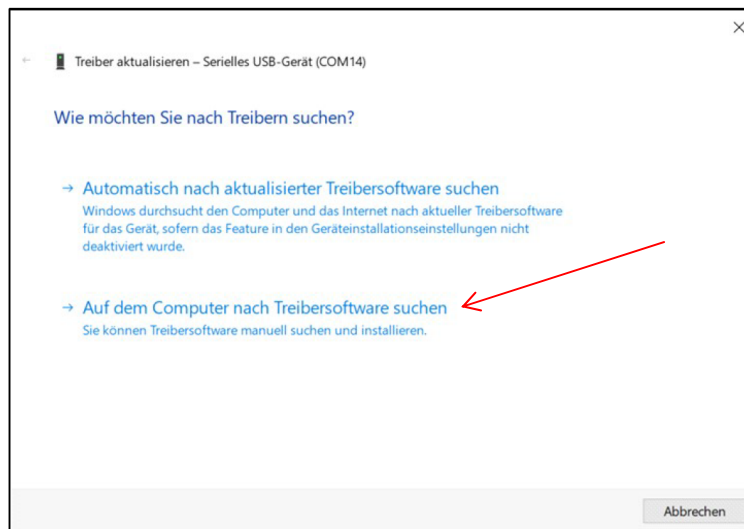 Treiber aktualisieren – Serielles USB-Gerät (COM14)
Wie möchten Sie nach Treibern suchen?
→ Automatisch nach aktualisierter Treibersoftware suchen
Windows durchsucht den Computer und das Internet nach aktueller Treibersoftware
für das Gerät, sofern das Feature in den Geräteinstallationseinstellungen nicht
deaktiviert wurde.
→ Auf dem Computer nach Treibersoftware suchen
Sie können Treibersoftware manuell suchen und installieren.
Abbrechen